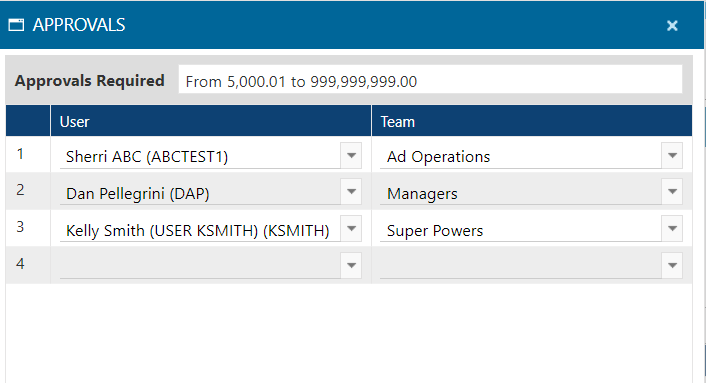 APPROVALS
Approvals Required From 5,000.01 to 999,999,999.00
User Team
1 Sherri ABC (ABCTEST1) Ad Operations
2 Dan Pellegrini (DAP) Managers
3 Kelly Smith (USER KSMITH) (KSMITH) Super Powers
4